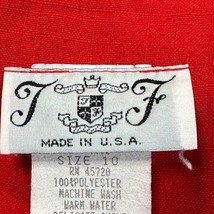 J F
MADE IN U.S.A.
SIZE 10
RN 45720
100% POLYESTER
MACHINE WASH
WARM WATER